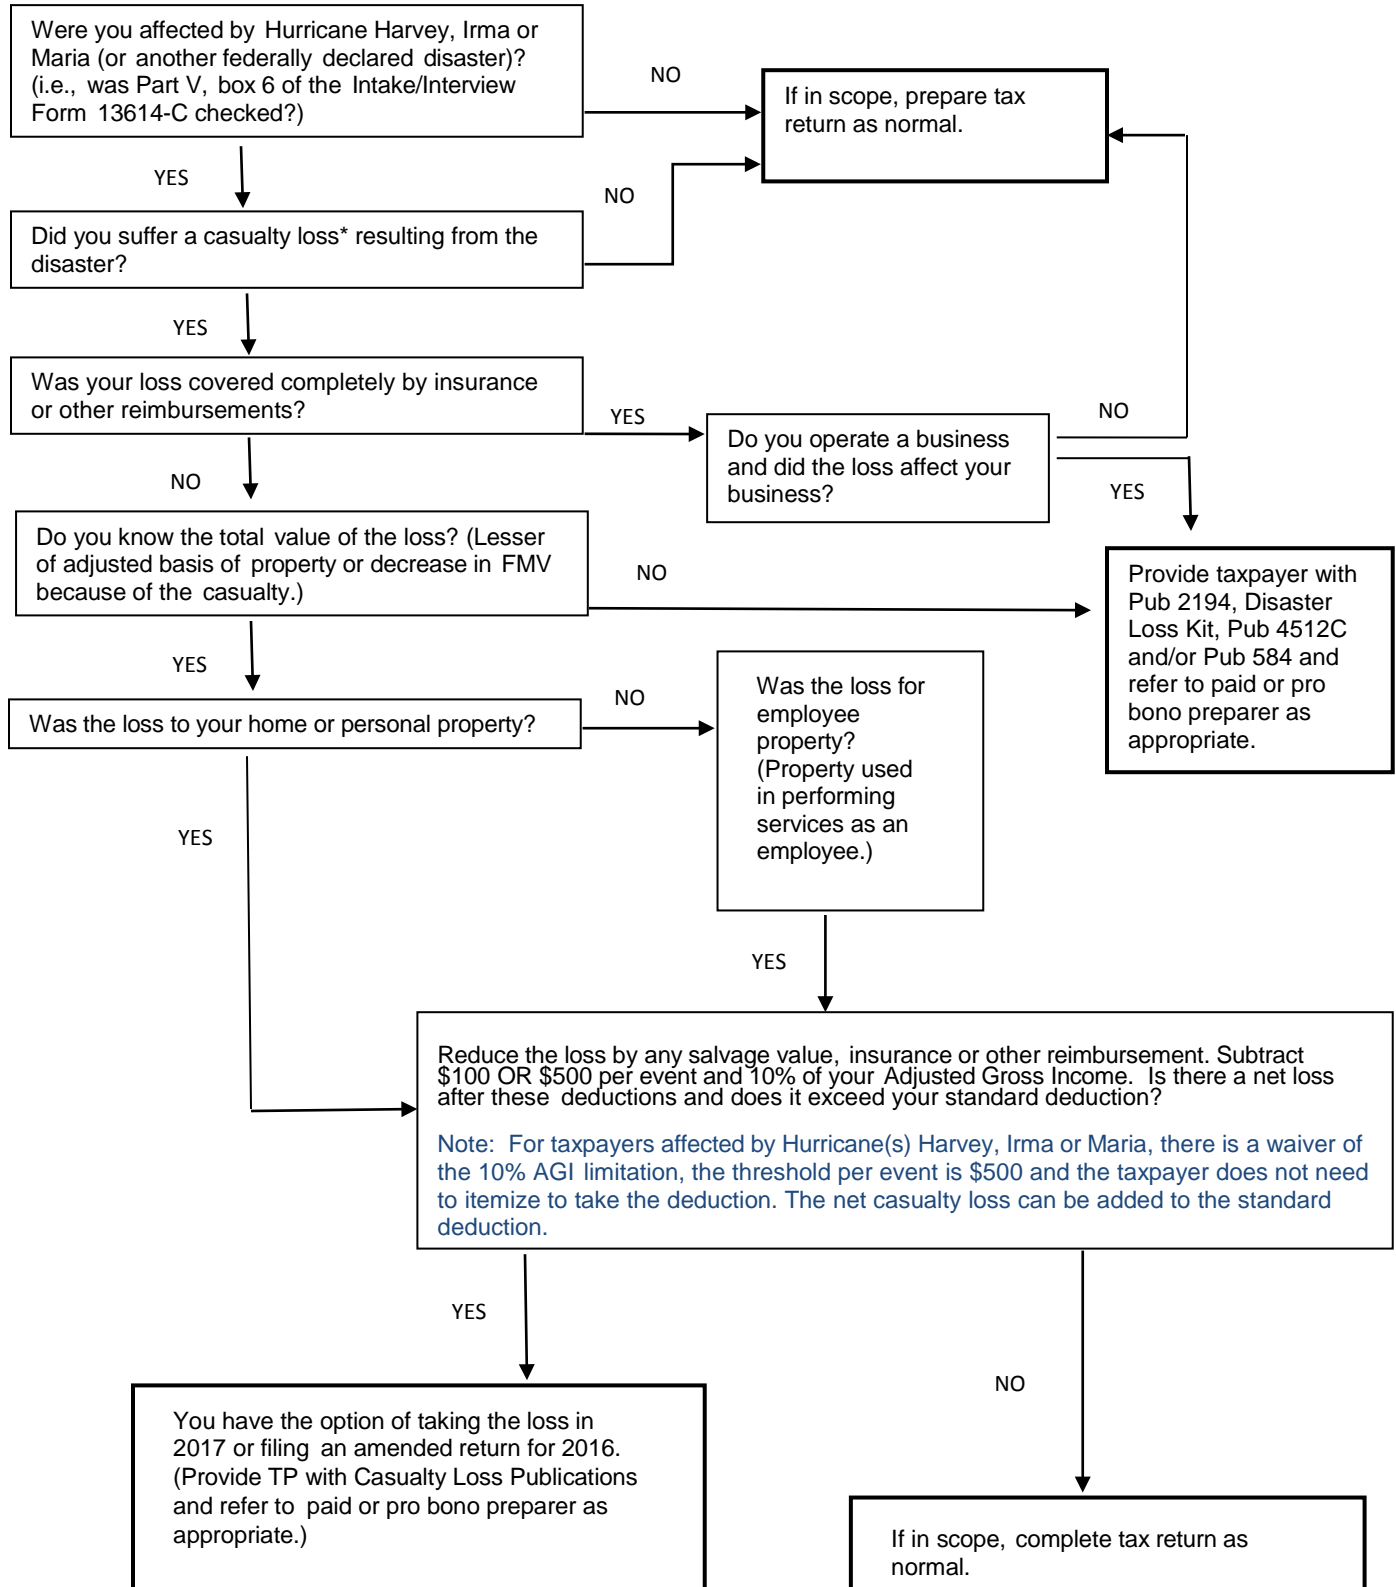 Were you affected by Hurricane Harvey, Irma or
Maria (or another federally declared disaster)?
(i.e., was Part V, box 6 of the Intake/Interview
Form 13614-C checked?)
NO
If in scope, prepare tax
return as normal.
YES
NO
Did you suffer a casualty loss* resulting from the
disaster?
YES
Was your loss covered completely by insurance
or other reimbursements?
YES
Do you operate a business
and did the loss affect your
business?
NO
YES
NO
Do you know the total value of the loss? (Lesser
of adjusted basis of property or decrease in FMV
because of the casualty.)
NO
Provide taxpayer with
Pub 2194, Disaster
Loss Kit, Pub 4512C
and/or Pub 584 and
refer to paid or pro
bono preparer as
appropriate.
YES
Was the loss to your home or personal property?
NO
Was the loss for
employee
property?
(Property used
in performing
services as an
employee.)
YES
YES
Reduce the loss by any salvage value, insurance or other reimbursement. Subtract
$100 OR $500 per event and 10% of your Adjusted Gross Income. Is there a net loss
after these deductions and does it exceed your standard deduction?
Note: For taxpayers affected by Hurricane(s) Harvey, Irma or Maria, there is a waiver of
the 10% AGI limitation, the threshold per event is $500 and the taxpayer does not need
to itemize to take the deduction. The net casualty loss can be added to the standard
deduction.
YES
NO
You have the option of taking the loss in
2017 or filing an amended return for 2016.
(Provide TP with Casualty Loss Publications
and refer to paid or pro bono preparer as
appropriate.)
If in scope, complete tax return as
normal.